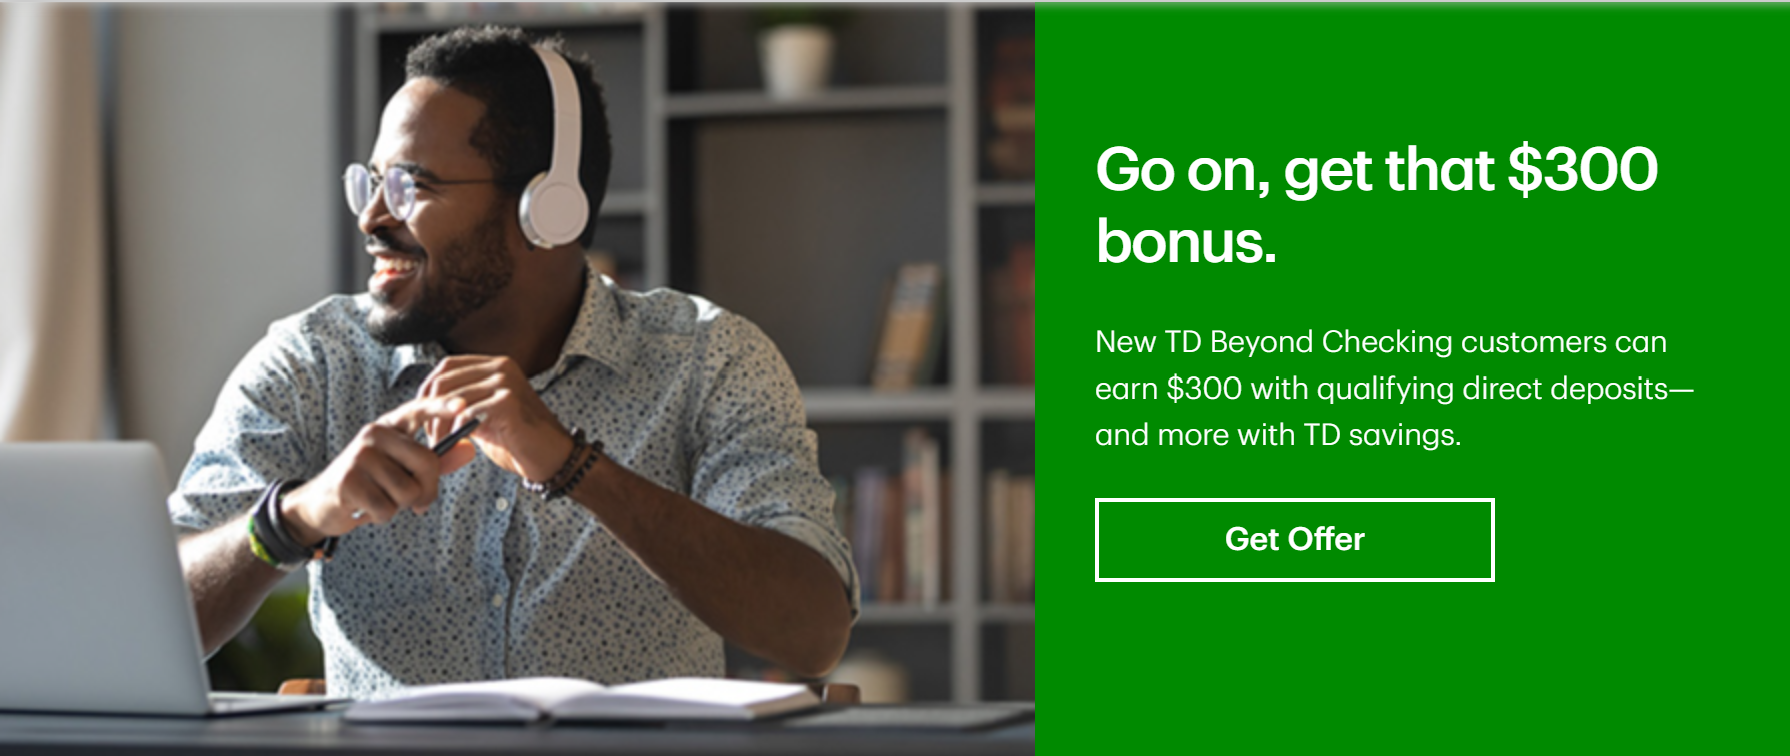 Go on, get that $300
bonus.
New TD Beyond Checking customers can
earn $300 with qualifying direct deposits—
and more with TD savings.
Get Offer